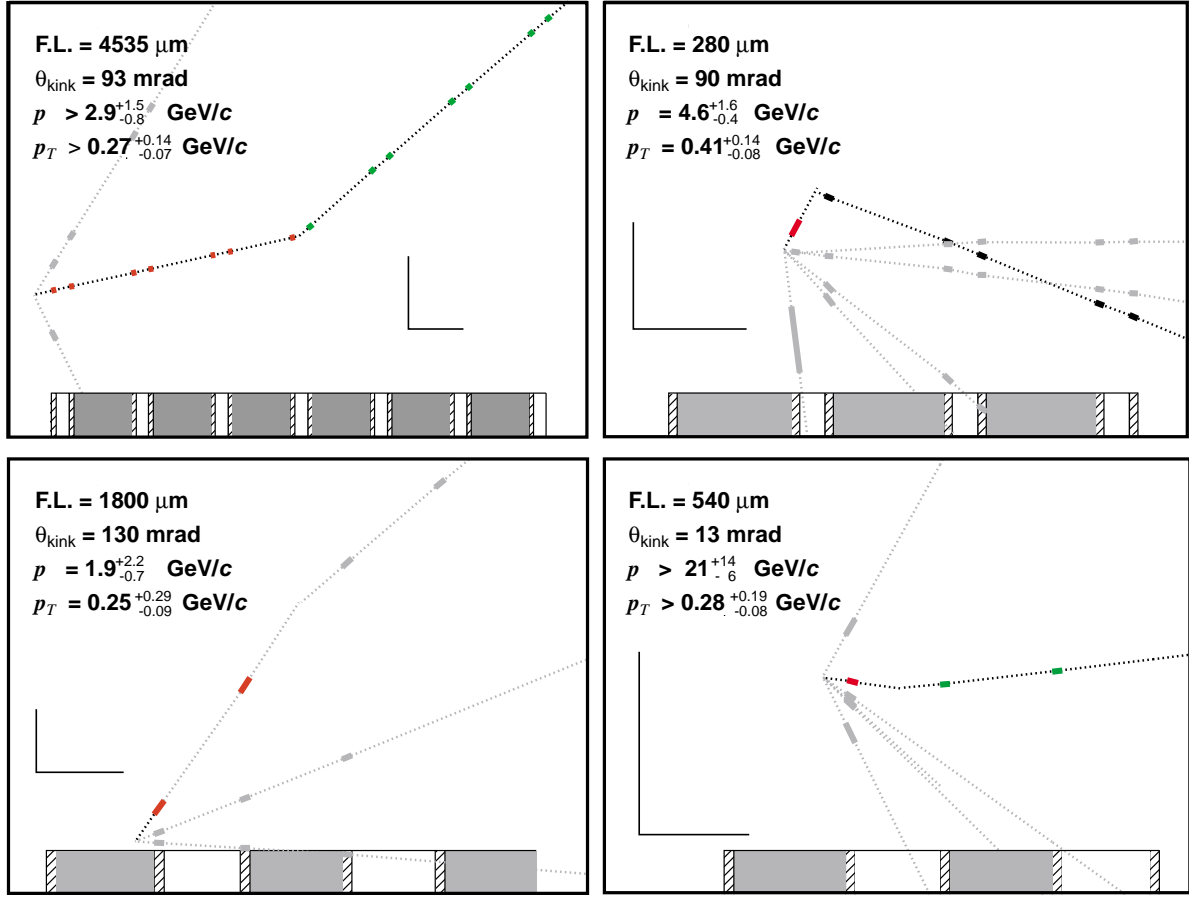 F.L. = 4535 μm
θkink = 93 mrad
p > 2.9 +1.5 -0.8 GeV/c
pT > 0.27 +0.14 -0.07 GeV/c
F.L. = 280 μm
θkink = 90 mrad
p = 4.6 +1.6 -0.4 GeV/c
pT = 0.41 +0.14 -0.08 GeV/c
F.L. = 1800 μm
θkink = 130 mrad
p = 1.9 +2.2 -0.7 GeV/c
pT = 0.25 +0.29 -0.09 GeV/c
F.L. = 540 μm
θkink = 13 mrad
p > 21 +14 - 6 GeV/c
pT > 0.28 +0.19 -0.08 GeV/c